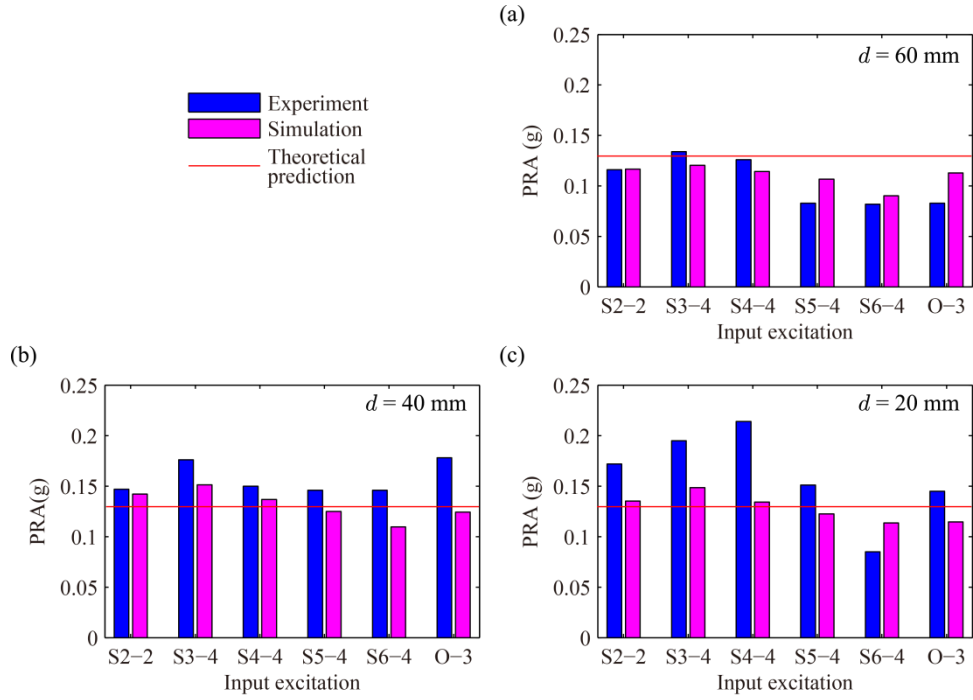 (a)
0.25
0.2
0.15
0.1
0.05
0
PRA (g)
d = 60 mm
S2−2 S3−4 S4−4 S5−4 S6−4 O−3
Input excitation
Experiment
Simulation
Theoretical
prediction
(b)
0.25
0.2
0.15
0.1
0.05
0
PRA(g)
d = 40 mm
S2−2 S3−4 S4−4 S5−4 S6−4 O−3
Input excitation
(c)
0.25
0.2
0.15
0.1
0.05
0
PRA (g)
d = 20 mm
S2−2 S3−4 S4−4 S5−4 S6−4 O−3
Input excitation